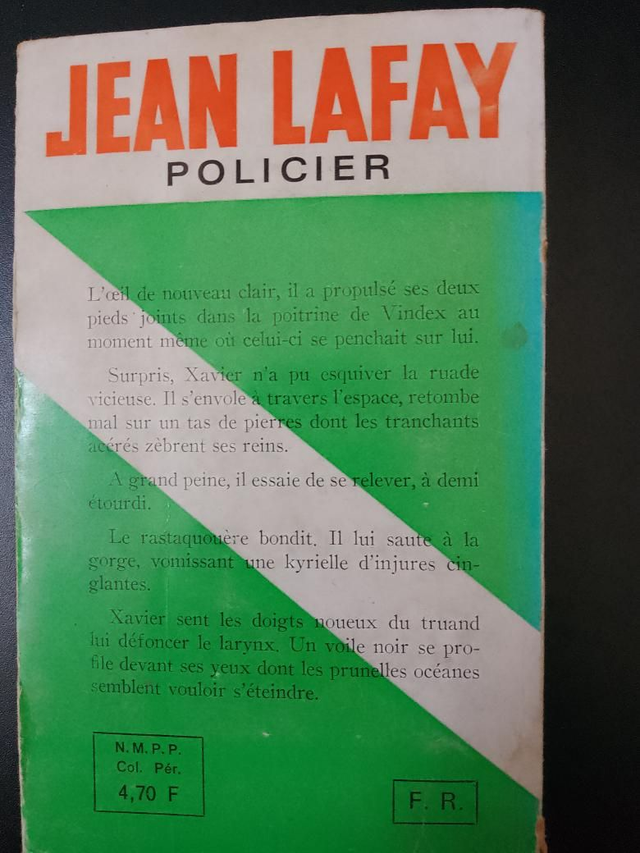 JEAN LAFAY
POLICIER
L'œil de nouveau clair, il a propulsé ses deux
pieds joints dans la poitrine de Vindex au
moment même où celui-ci se penchait sur lui.
Surpris, Xavier n'a pu esquiver la ruade
vicieuse. Il s'envole à travers l'espace, retombe
mal sur un tas de pierres dont les tranchants
acérés zèbrent ses reins.
A grand peine, il essaie de se relever, à demi
étourdi.
Le rastaquouère bondit. Il lui saute à la
gorge, vomissant une kyrielle d'injures cin-
glantes.
Xavier sent les doigts noueux du truand
lui défoncer le larynx. Un voile noir se pro-
file devant ses yeux dont les prunelles océanes
semblent vouloir s'éteindre.
N.M.P.P.
Col. Pér.
4,70 F
F. R.